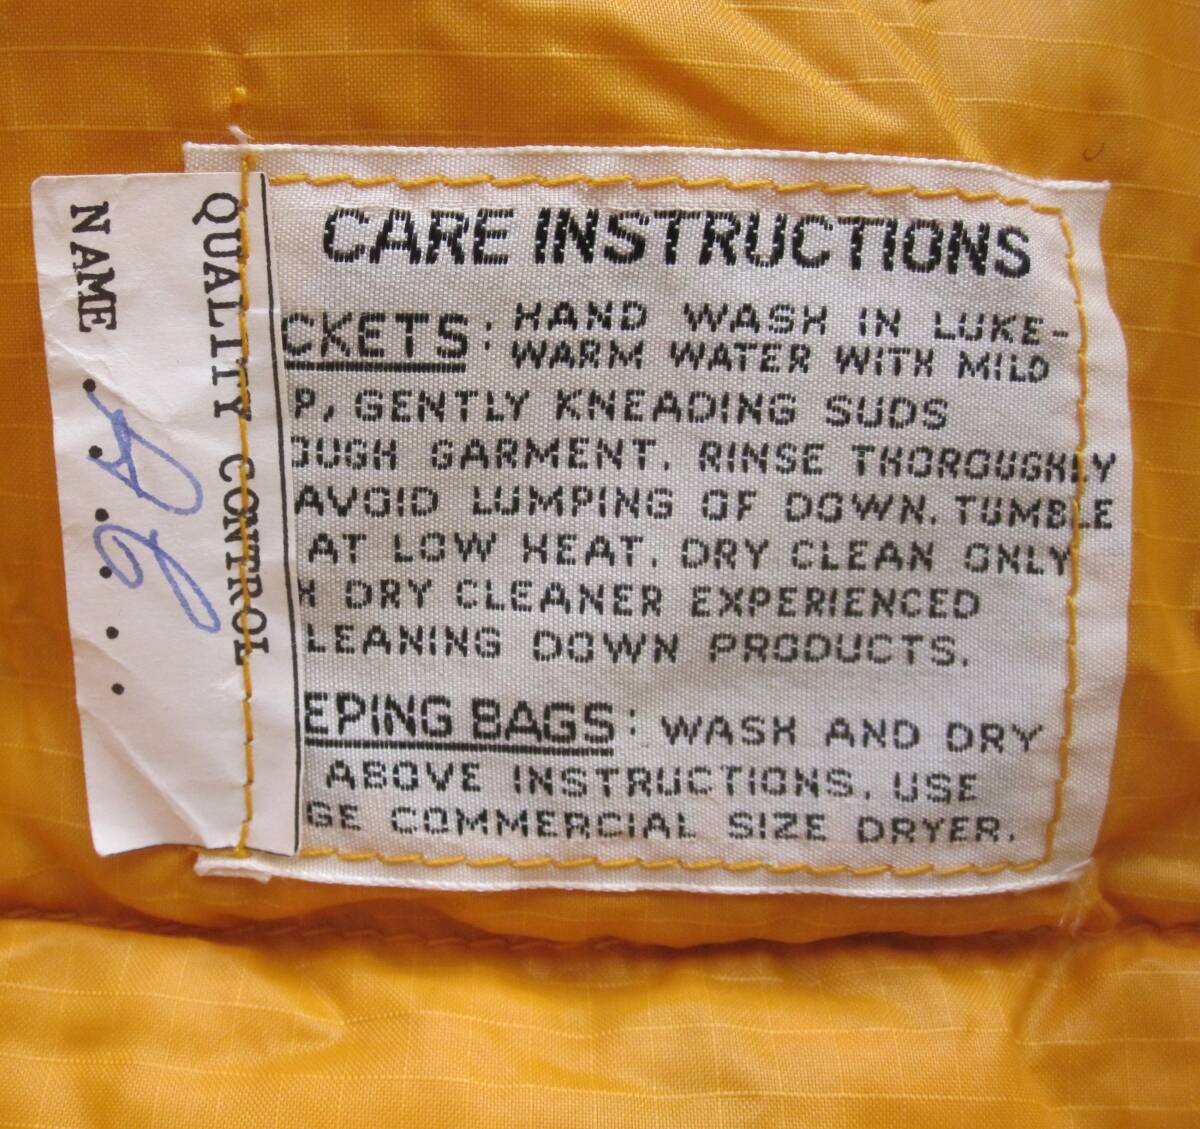 CARE INSTRUCTIONS
CKETS: HAND WASH IN LUKE-
WARM WATER WITH MILD
P, GENTLY KNEADING SUDS
OUGH GARMENT. RINSE THOROUGHLY
AVOID LUMPING OF DOWN. TUMBLE
AT LOW HEAT. DRY CLEAN ONLY
H DRY CLEANER EXPERIENCED
LEANING DOWN PRODUCTS.
EPING BAGS: WASH AND DRY
ABOVE INSTRUCTIONS. USE
GE COMMERCIAL SIZE DRYER.
QUALITY CONTROL
NAME